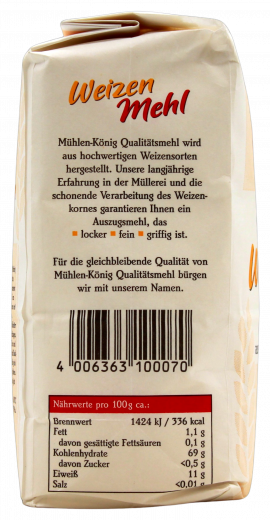 Weizen
Mehl
Mühlen-König Qualitätsmehl wird
aus hochwertigen Weizensorten
hergestellt. Unsere langjährige
Erfahrung in der Müllerei und die
schonende Verarbeitung des Weizen-
kornes garantieren Ihnen ein
Auszugsmehl, das
▪ locker ▪ fein ▪ griffig ist.
Für die gleichbleibende Qualität von
Mühlen-König Qualitätsmehl bürgen
wir mit unserem Namen.
4 006363 100070
Nährwerte pro 100g ca.:
Brennwert 1424 kJ / 336 kcal
Fett 1,1 g
davon gesättigte Fettsäuren 0,1 g
Kohlenhydrate 69 g
davon Zucker <0,5 g
Eiweiß 11 g
Salz <0,01 g